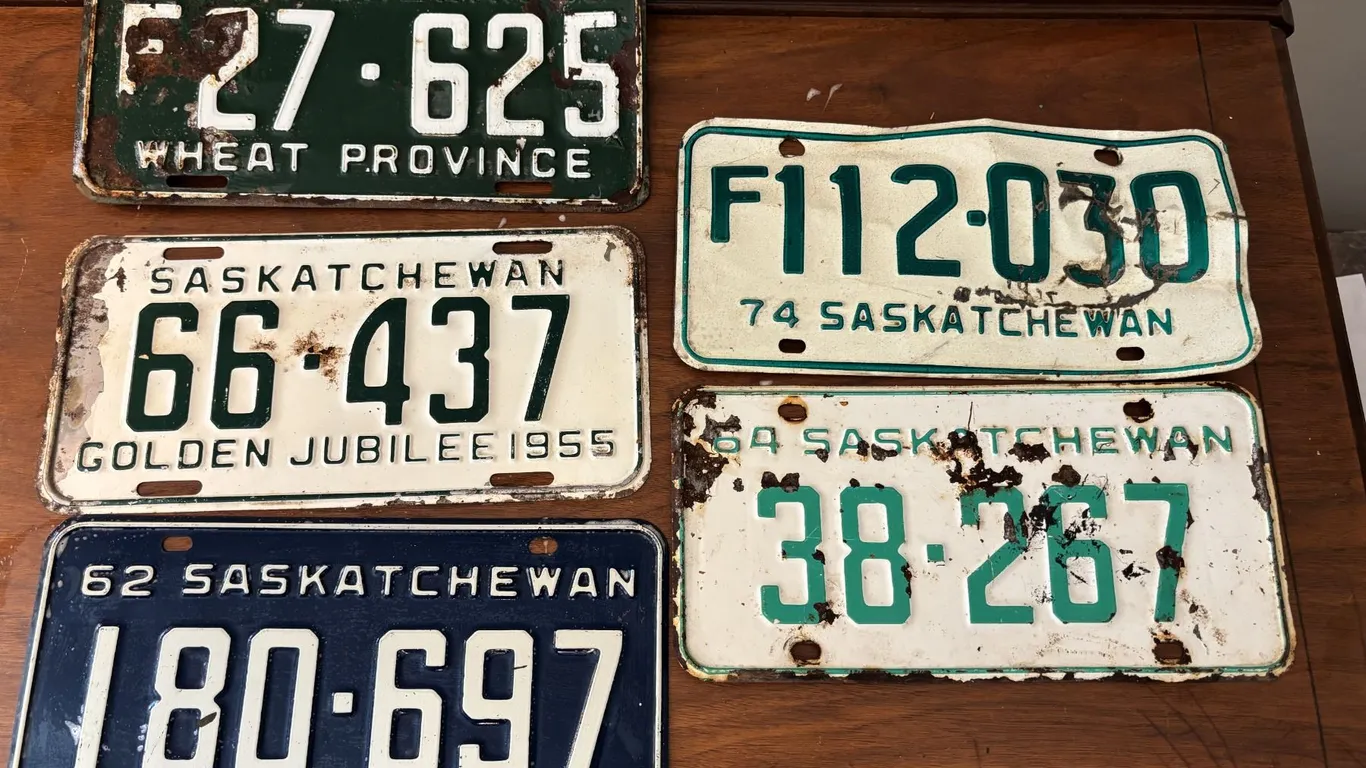 F27·625
WHEAT PROVINCE
SASKATCHEWAN
66·437
GOLDEN JUBILEE 1955
62 SASKATCHEWAN
180·697
F112·030
74 SASKATCHEWAN
64 SASKATCHEWAN
38·267